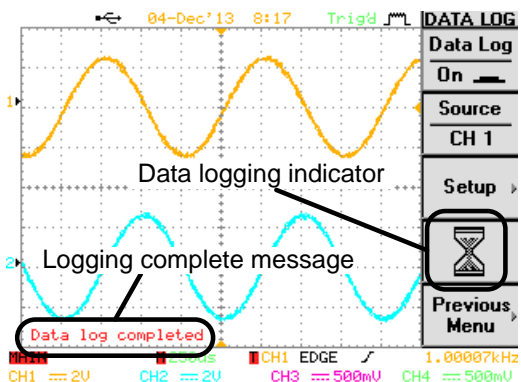 04-Dec'13 8:17 Trig'd DATA LOG
Data Log
On
Source
1
CH 1
Data logging indicator
Setup
2
Logging complete message
Previous
Menu
Data log completed
CH1 EDGE 1.00007kHz
CH1 2V CH2 2V CH3 500mV CH4 500mV